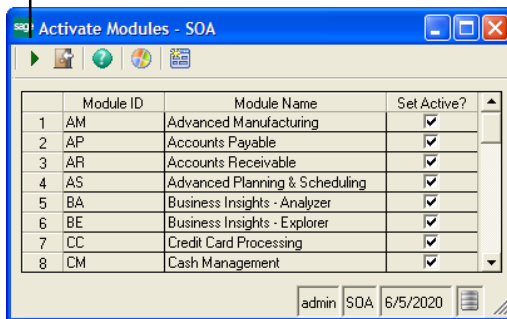 sage Activate Modules - SOA
Module ID Module Name Set Active?
1 AM Advanced Manufacturing
2 AP Accounts Payable
3 AR Accounts Receivable
4 AS Advanced Planning & Scheduling
5 BA Business Insights - Analyzer
6 BE Business Insights - Explorer
7 CC Credit Card Processing
8 CM Cash Management
admin SOA 6/5/2020